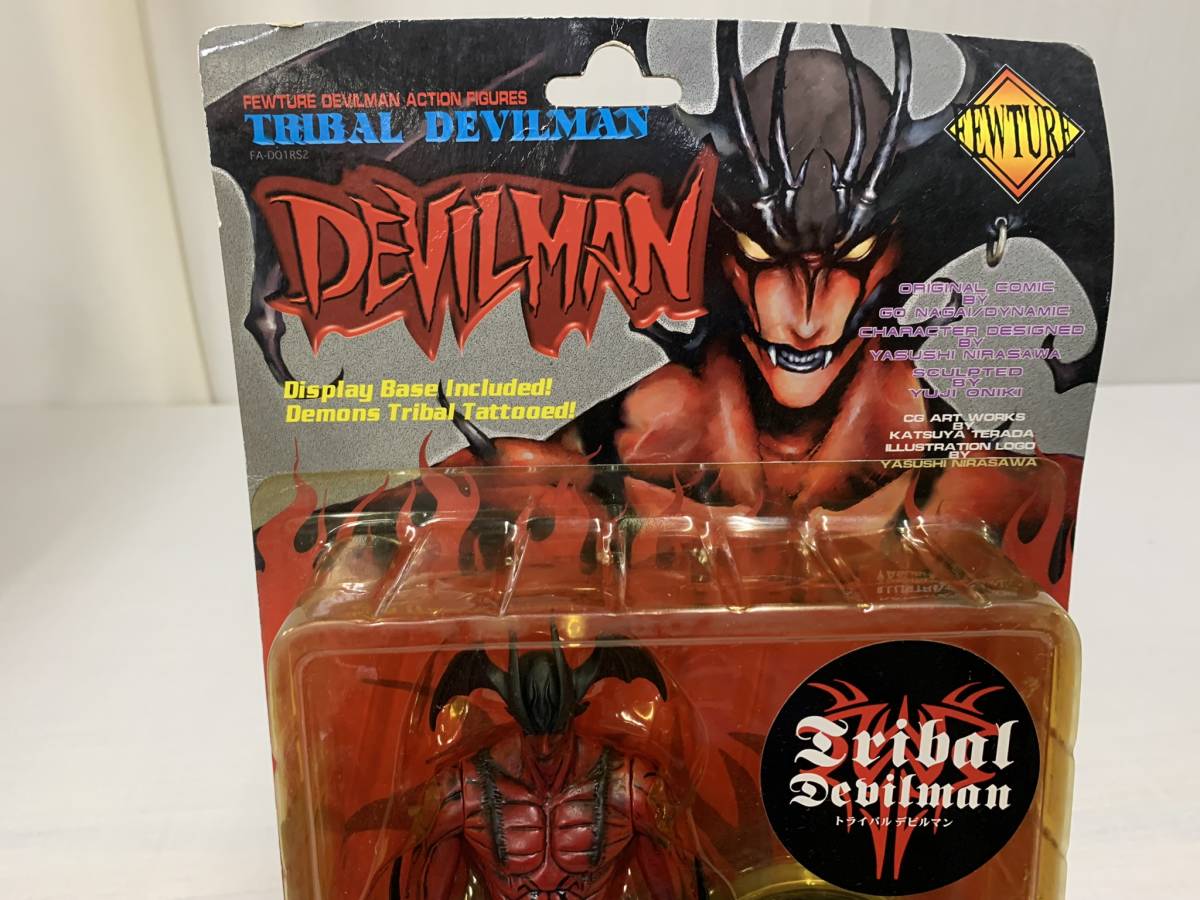 FEWTURE DEVILMAN ACTION FIGURES
TRIBAL DEVILMAN
FA-D01RS2
DEVILMAN
FEWTURE
Display Base Included!
Demons Tribal Tattooed!
ORIGINAL COMIC
BY
GO NAGAI/DYNAMIC
CHARACTER DESIGNED
BY
YASUSHI NIRASAWA
SCULPTED
BY
YUJI ONIKI
CG ART WORKS
BY
KATSUYA TERADA
ILLUSTRATION LOGO
BY
YASUSHI NIRASAWA
Tribal
Devilman
トライバル デビルマン